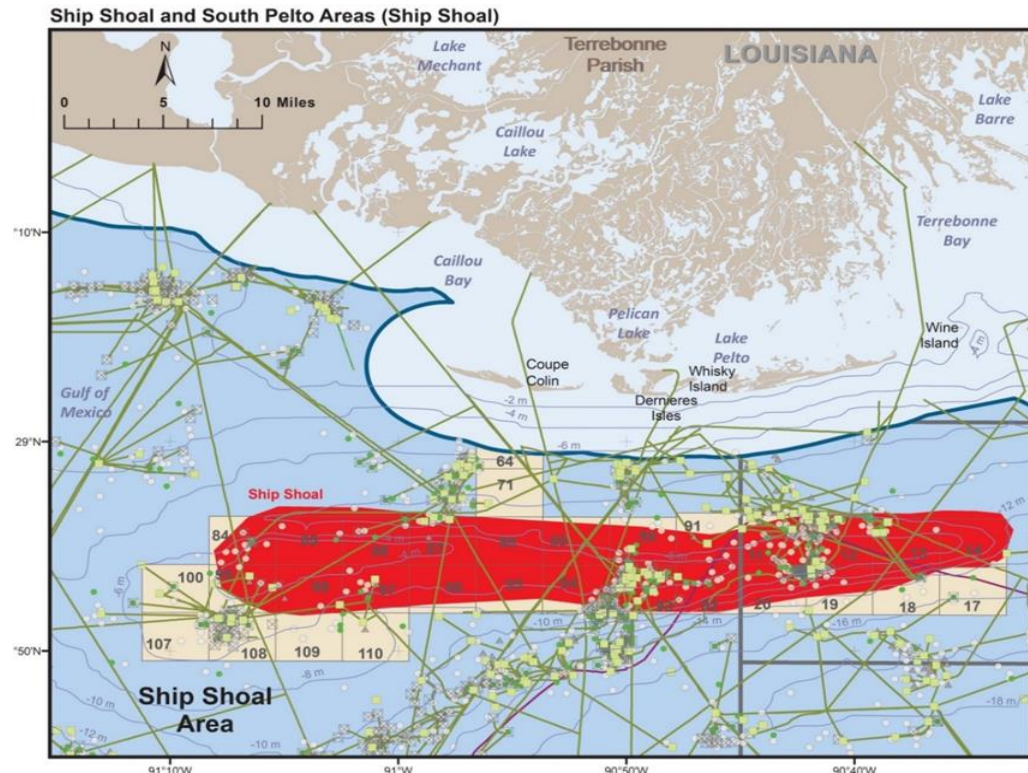 Ship Shoal and South Pelto Areas (Ship Shoal)
Lake
Mechant
Terrebonne
Parish
LOUISIANA
N
0 5 10 Miles
Lake
Barre
Caillou
Lake
Terrebonne
Bay
°10'N
Caillou
Bay
Pelican
Lake
Lake
Pelto
Wine
Island
Coupe
Colin
Whisky
Island
Dernieres
Isles
Gulf of
Mexico
-2 m
-4 m
-6 m
29°N
64
71
-12 m
Ship Shoal
84
91
-6 m
100
19
18
17
-10 m
-14 m
-16 m
107
108
109
110
°50'N
-8 m
Ship Shoal
Area
-10 m
-12 m
-10 m
-18 m
91°10'W
91°W
90°50'W
90°40'W